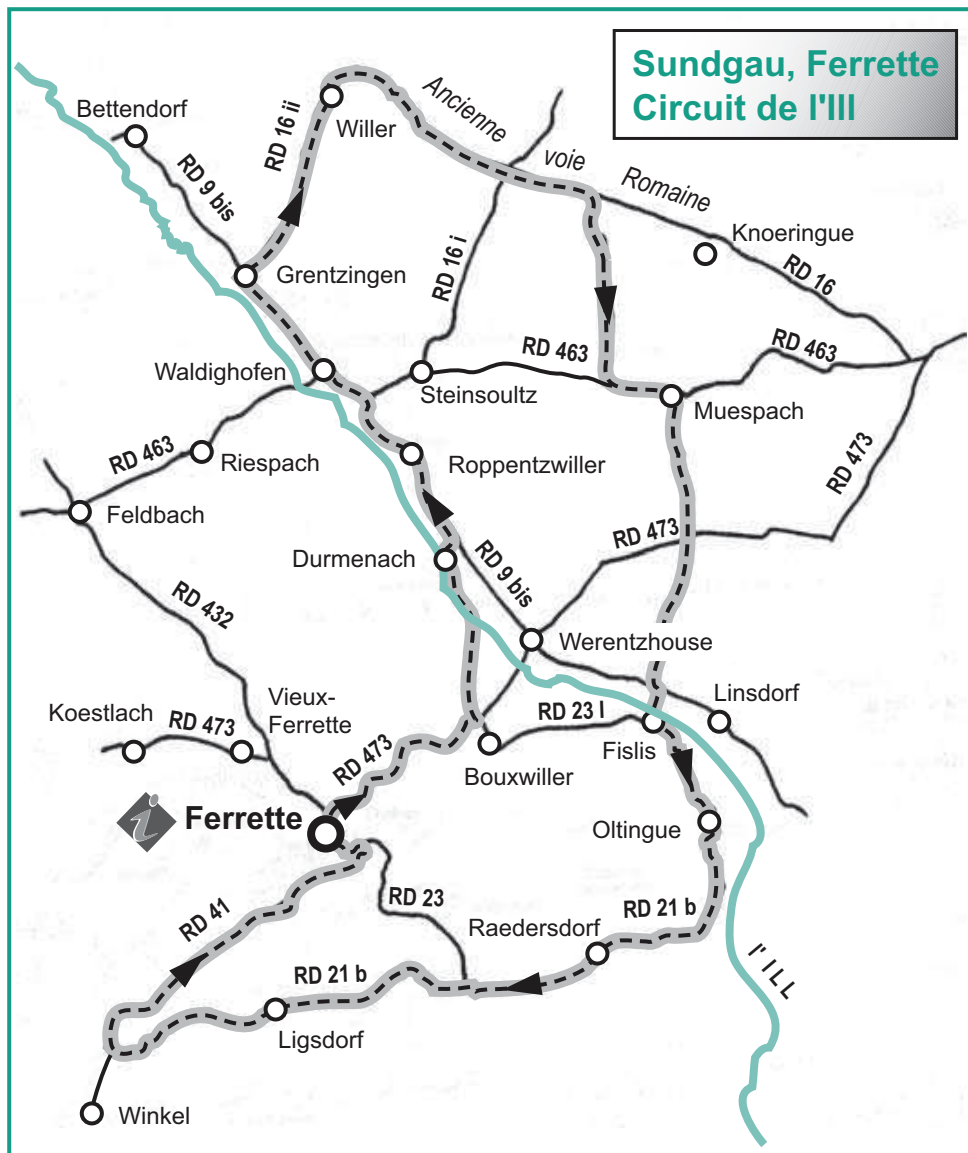 Sundgau, Ferrette
Circuit de l'Ill
Bettendorf
RD 9 bis
RD 16 ii
Willer
Ancienne
voie
Romaine
Knoeringue
RD 16
Grentzingen
RD 16 i
Waldighofen
Steinsoultz
RD 463
RD 463
Muespach
RD 463
Riespach
Roppentzwiller
RD 473
Feldbach
Durmenach
RD 9 bis
RD 473
RD 432
Werentzhouse
Linsdorf
Koestlach
RD 473
Vieux-
Ferrette
RD 473
RD 23 I
Bouxwiller
Fislis
i
Ferrette
Oltingue
RD 41
RD 23
Raedersdorf
RD 21 b
RD 21 b
l' ILL
Ligsdorf
Winkel